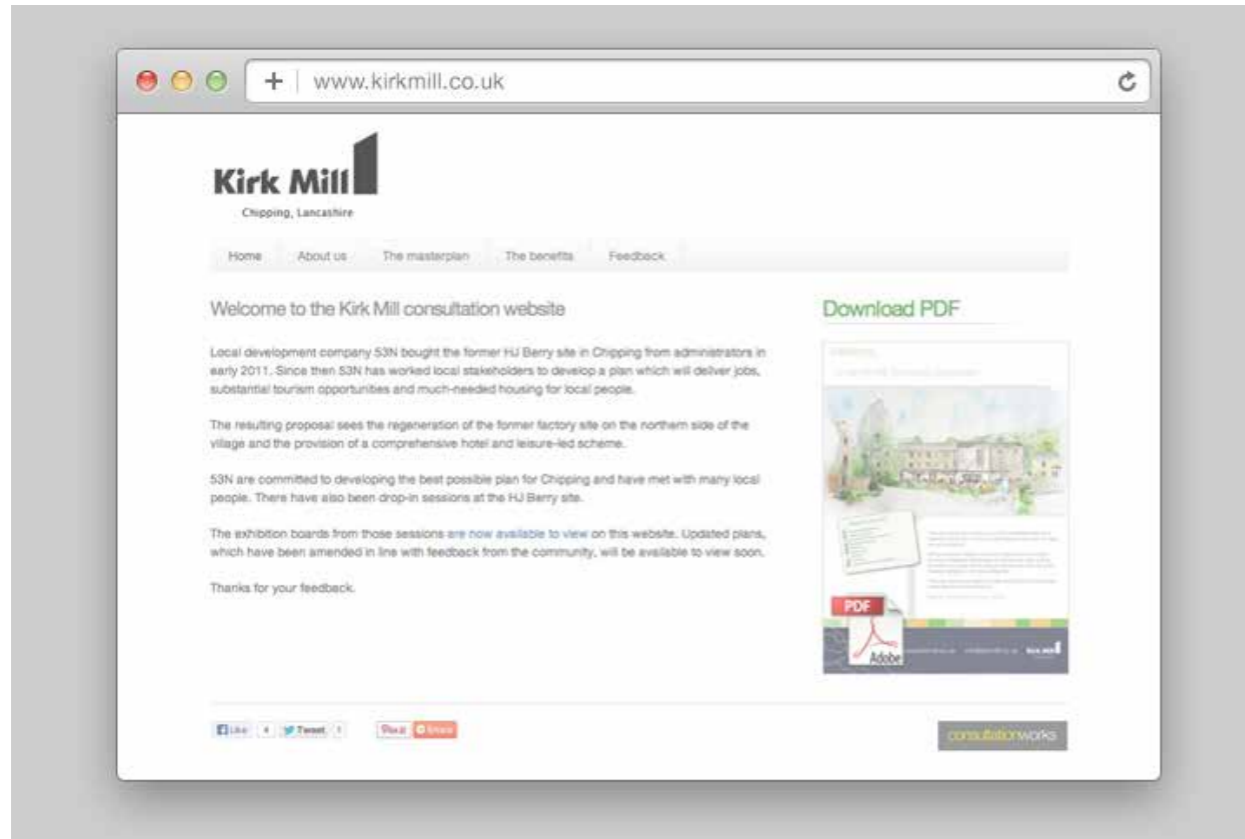 www.kirkmill.co.uk
Kirk Mill
Chipping, Lancashire
Home About us The masterplan The benefits Feedback
Welcome to the Kirk Mill consultation website
Download PDF
Local development company 53N bought the former HJ Berry site in Chipping from administrators in
early 2011. Since then 53N has worked local stakeholders to develop a plan which will deliver jobs,
substantial tourism opportunities and much-needed housing for local people.
The resulting proposal sees the regeneration of the former factory site on the northern side of the
village and the provision of a comprehensive hotel and leisure-led scheme.
53N are committed to developing the best possible plan for Chipping and have met with many local
people. There have also been drop-in sessions at the HJ Berry site.
The exhibition boards from those sessions are now available to view on this website. Updated plans,
which have been amended in line with feedback from the community, will be available to view soon.
Thanks for your feedback.
PDF
Adobe
Kirk Mill
Like 4 Tweet 1 Pin it
consultationworks